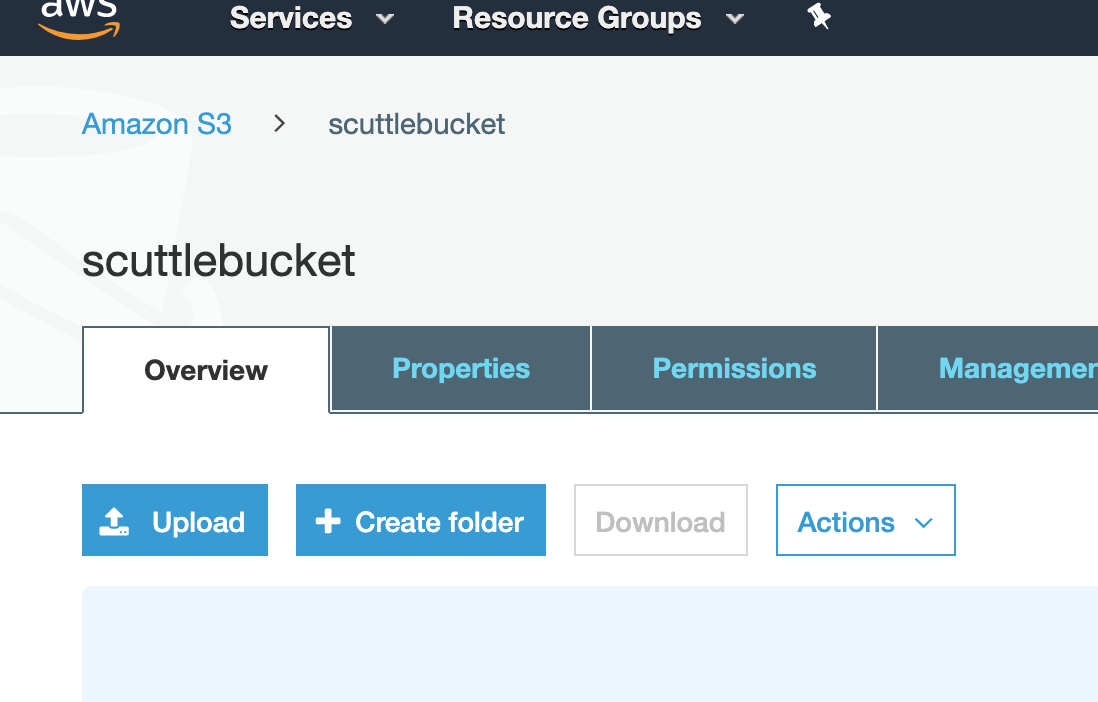 aws Services Resource Groups
Amazon S3 > scuttlebucket
scuttlebucket
Overview Properties Permissions Managemen
Upload Create folder Download Actions